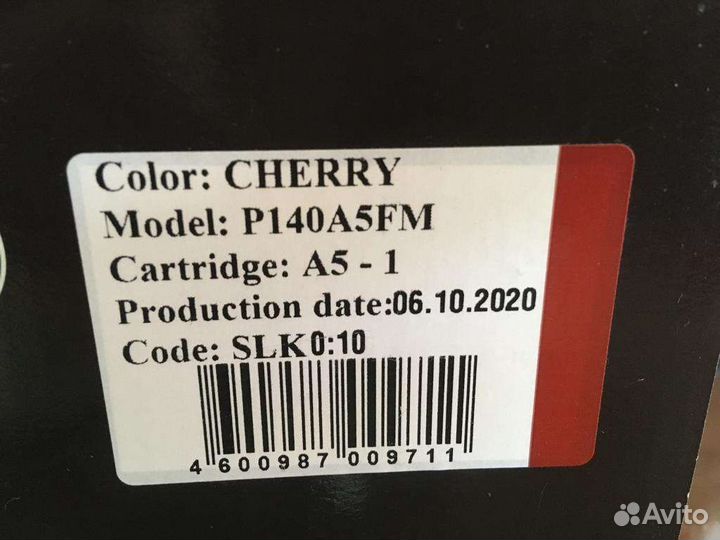 Color: CHERRY
Model: P140A5FM
Cartridge: A5 - 1
Production date:06.10.2020
Code: SLK0:10
4 600987 009711
Avito